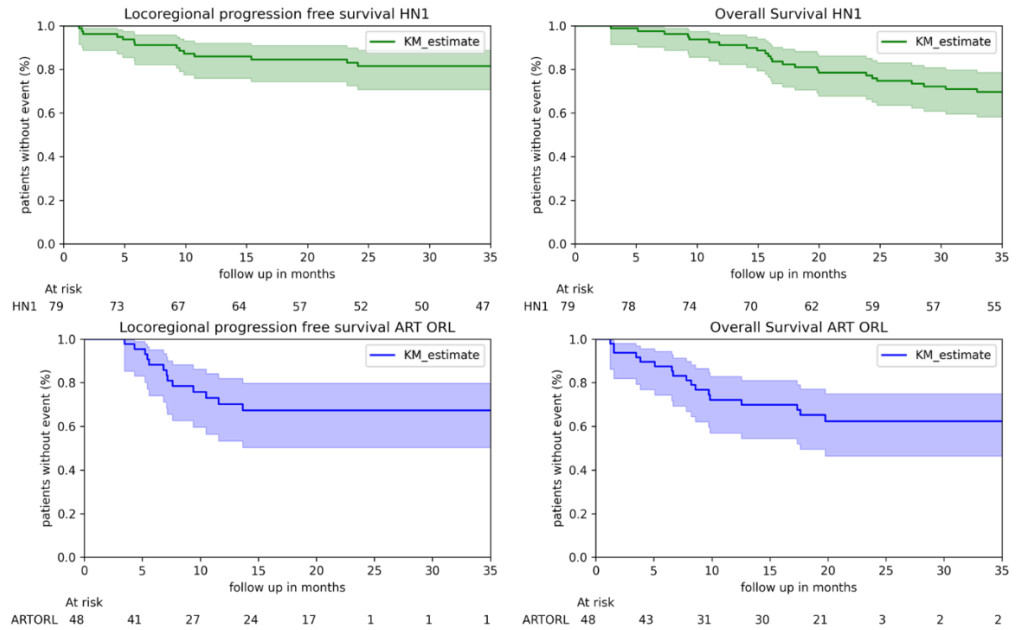 Locoregional progression free survival HN1
KM_estimate
patients without event (%)
1.0
0.8
0.6
0.4
0.2
0.0
0 5 10 15 20 25 30 35
follow up in months
At risk
HN1 79 73 67 64 57 52 50 47
Overall Survival HN1
KM_estimate
patients without event (%)
1.0
0.8
0.6
0.4
0.2
0.0
0 5 10 15 20 25 30 35
follow up in months
At risk
HN1 79 78 74 70 62 59 57 55
Locoregional progression free survival ART ORL
KM_estimate
patients without event (%)
1.0
0.8
0.6
0.4
0.2
0.0
0 5 10 15 20 25 30 35
follow up in months
At risk
ARTORL 48 41 27 24 17 1 1 1
Overall Survival ART ORL
KM_estimate
patients without event (%)
1.0
0.8
0.6
0.4
0.2
0.0
0 5 10 15 20 25 30 35
follow up in months
At risk
ARTORL 48 43 31 30 21 3 2 2